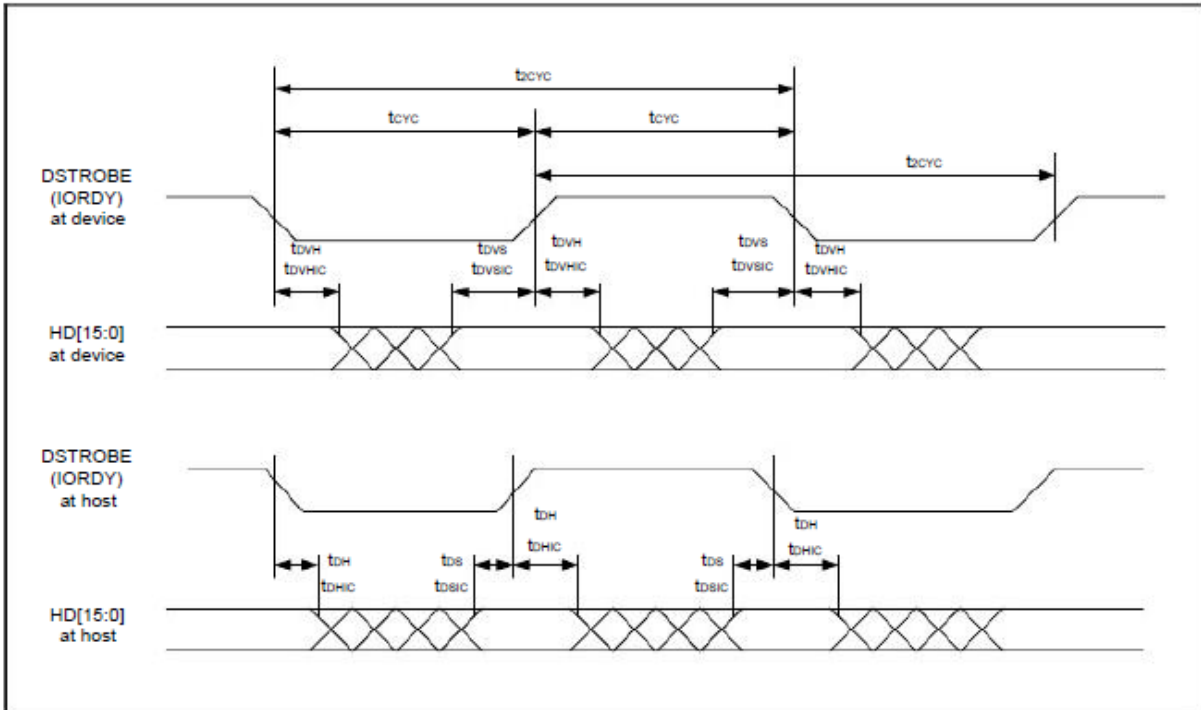 t2CYC
tCYC
tCYC
t2CYC
DSTROBE
(IORDY)
at device
tDVH
tDVHIC
tDVS
tDVSIC
tDVH
tDVHIC
tDVS
tDVSIC
tDVH
tDVHIC
HD[15:0]
at device
DSTROBE
(IORDY)
at host
tDH
tDHIC
tDS
tDSIC
tDH
tDHIC
tDS
tDSIC
tDH
tDHIC
HD[15:0]
at host